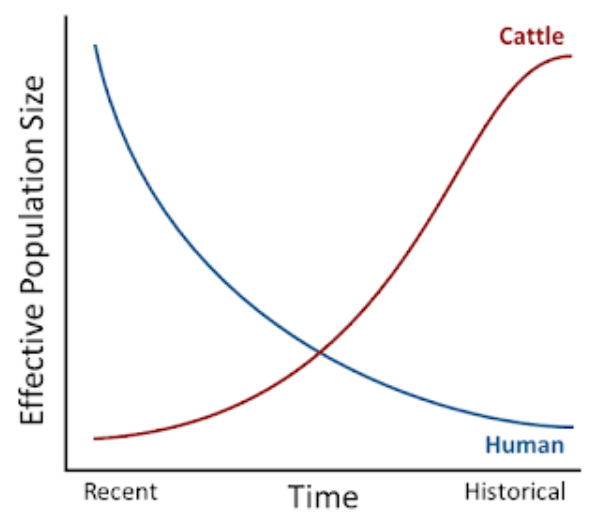 Cattle
Effective Population Size
Human
Recent
Time
Historical